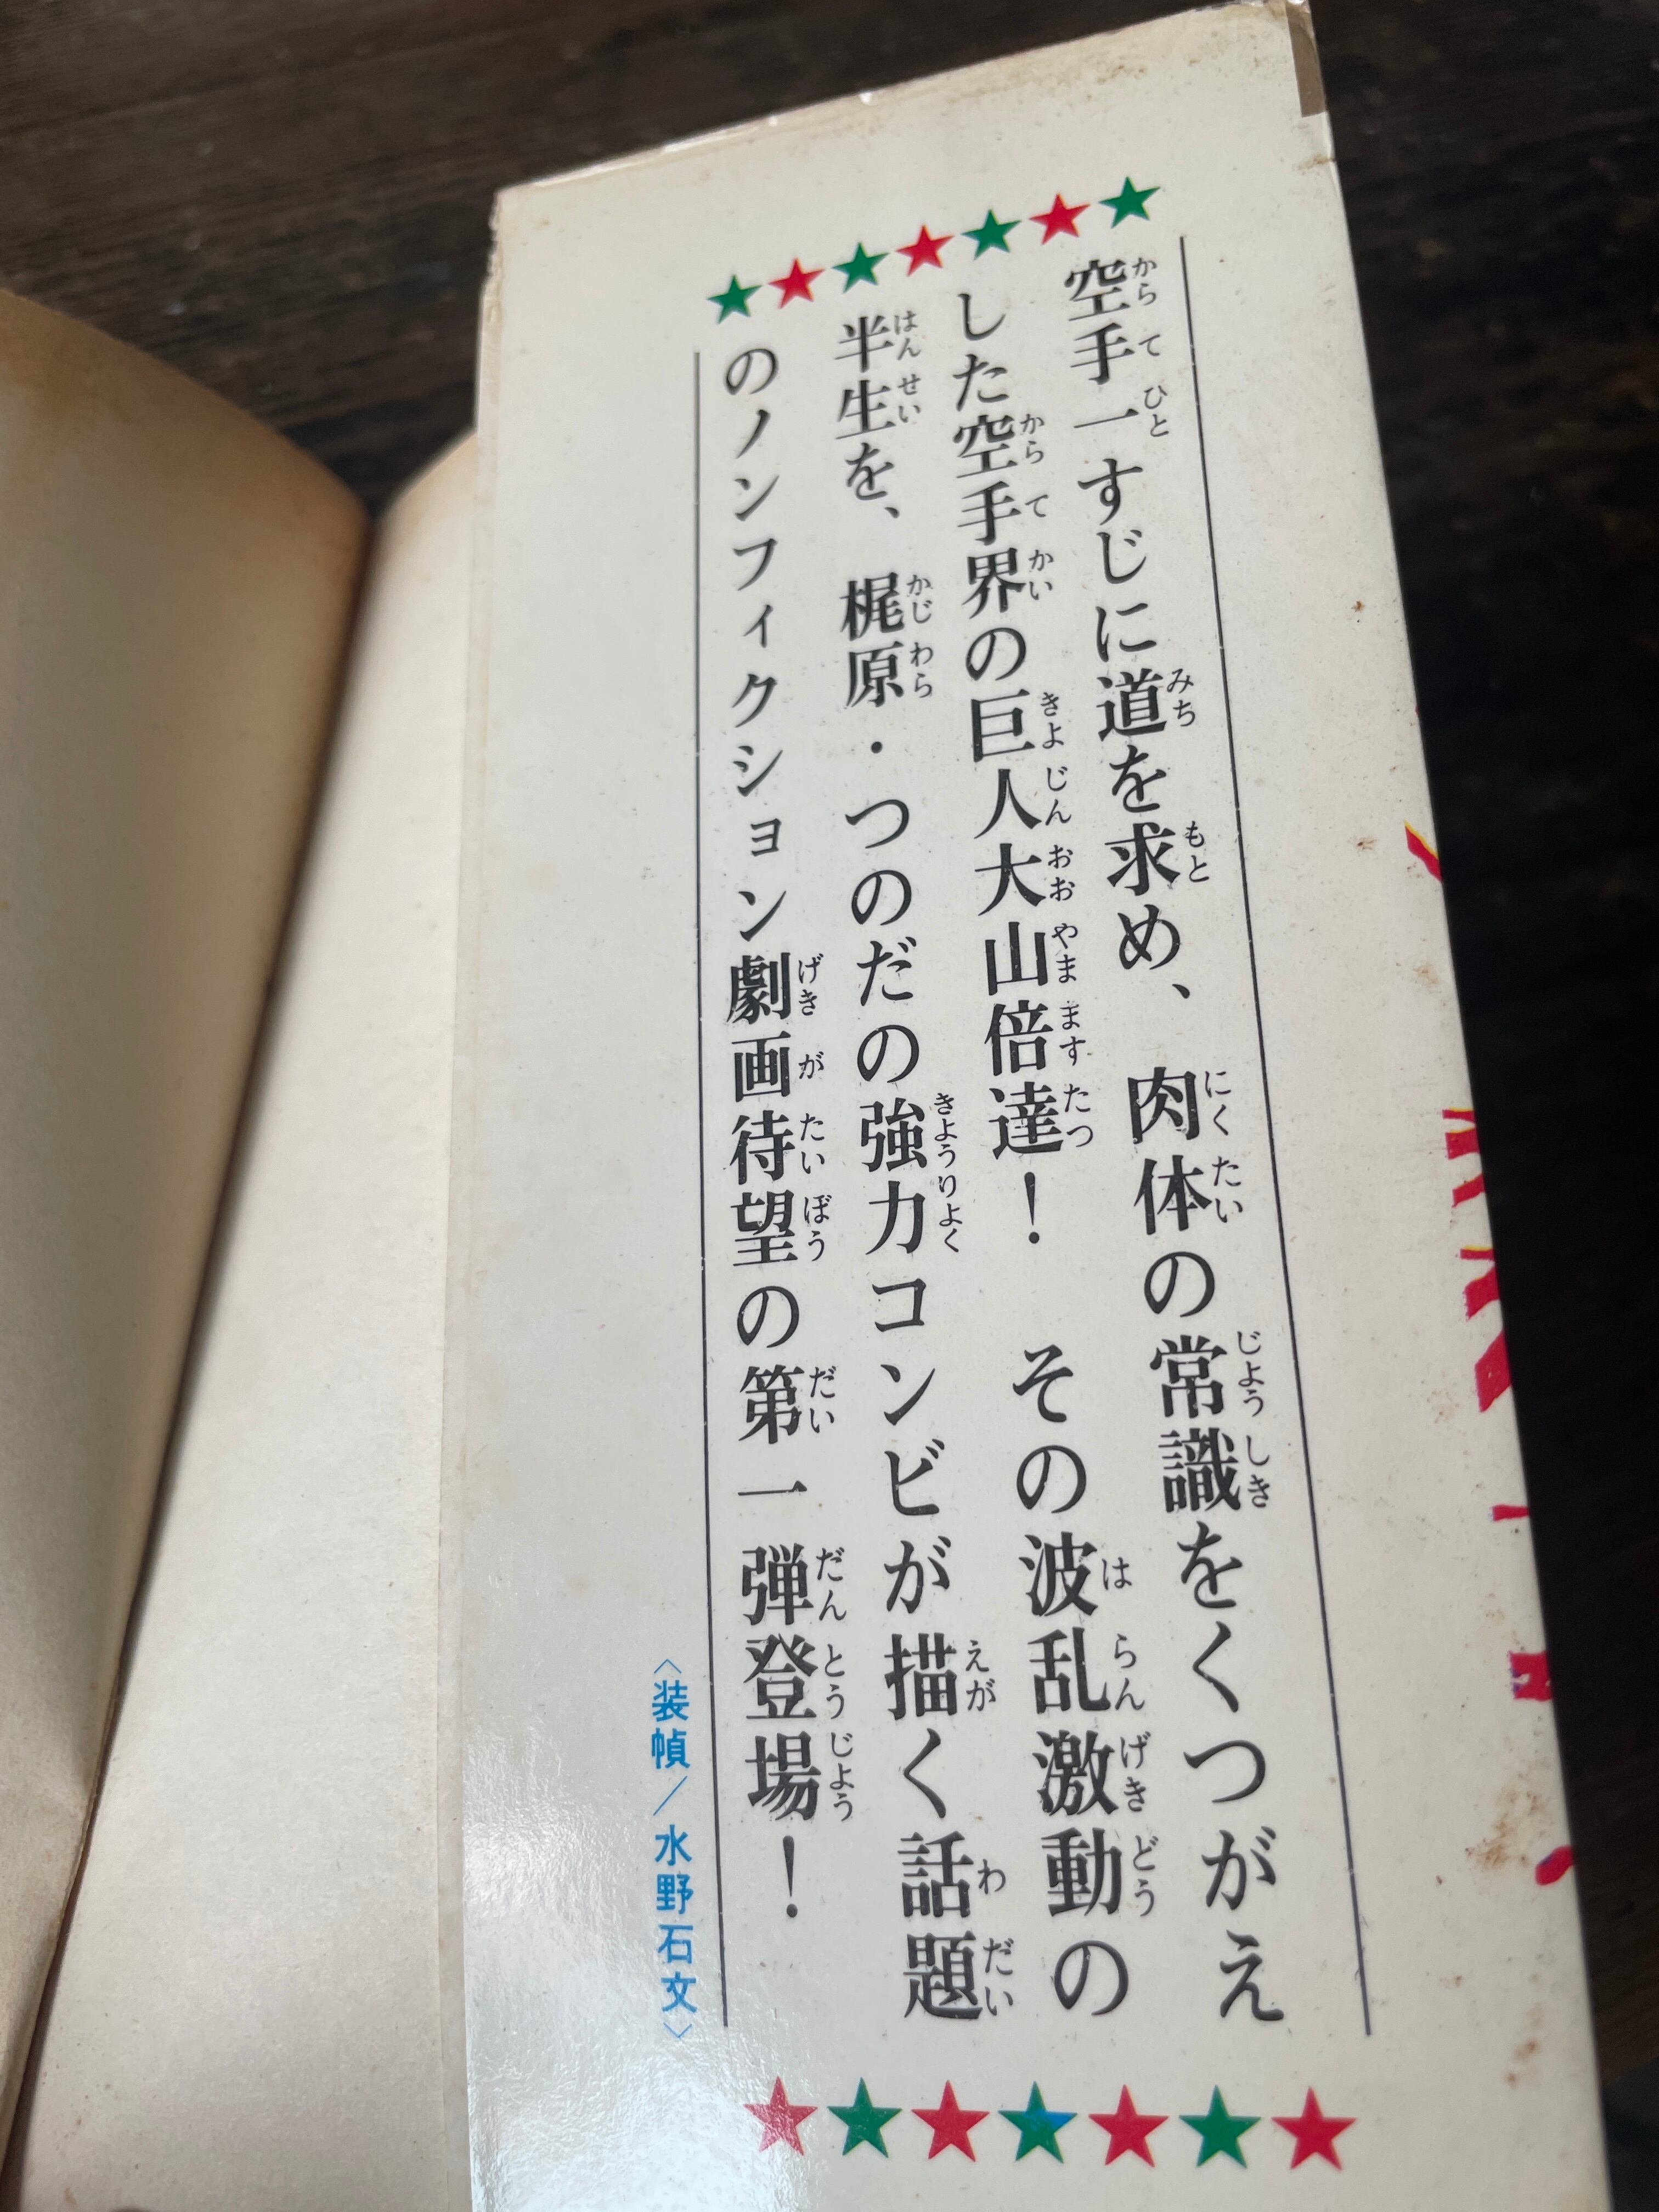 空手一すじに道を求め、肉体の常識をくつがえ
した空手界の巨人大山倍達！　その波乱激動の
半生を、梶原・つのだの強力コンビが描く話題
のノンフィクション劇画待望の第一弾登場！
〈装幀／水野石文〉